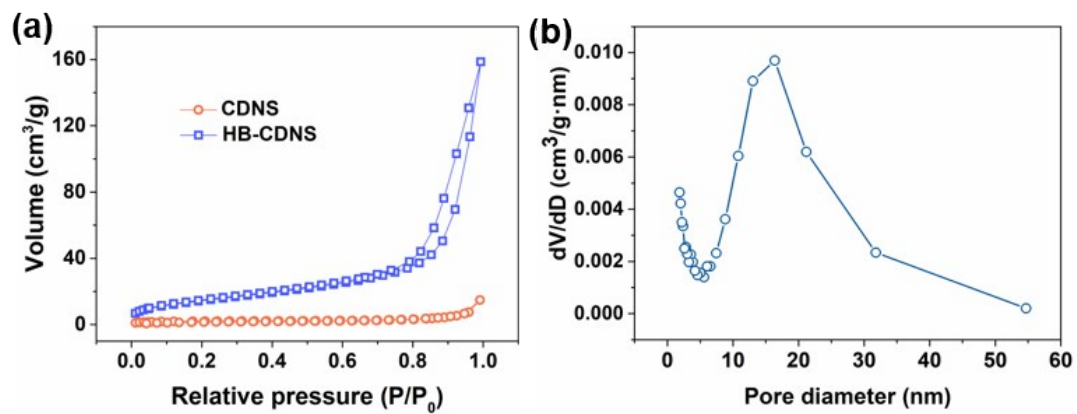 (a)
160
120
80
40
0
Volume (cm³/g)
CDNS
HB-CDNS
0.0 0.2 0.4 0.6 0.8 1.0
Relative pressure (P/P₀)
(b)
0.010
0.008
0.006
0.004
0.002
0.000
dV/dD (cm³/g·nm)
0 10 20 30 40 50 60
Pore diameter (nm)